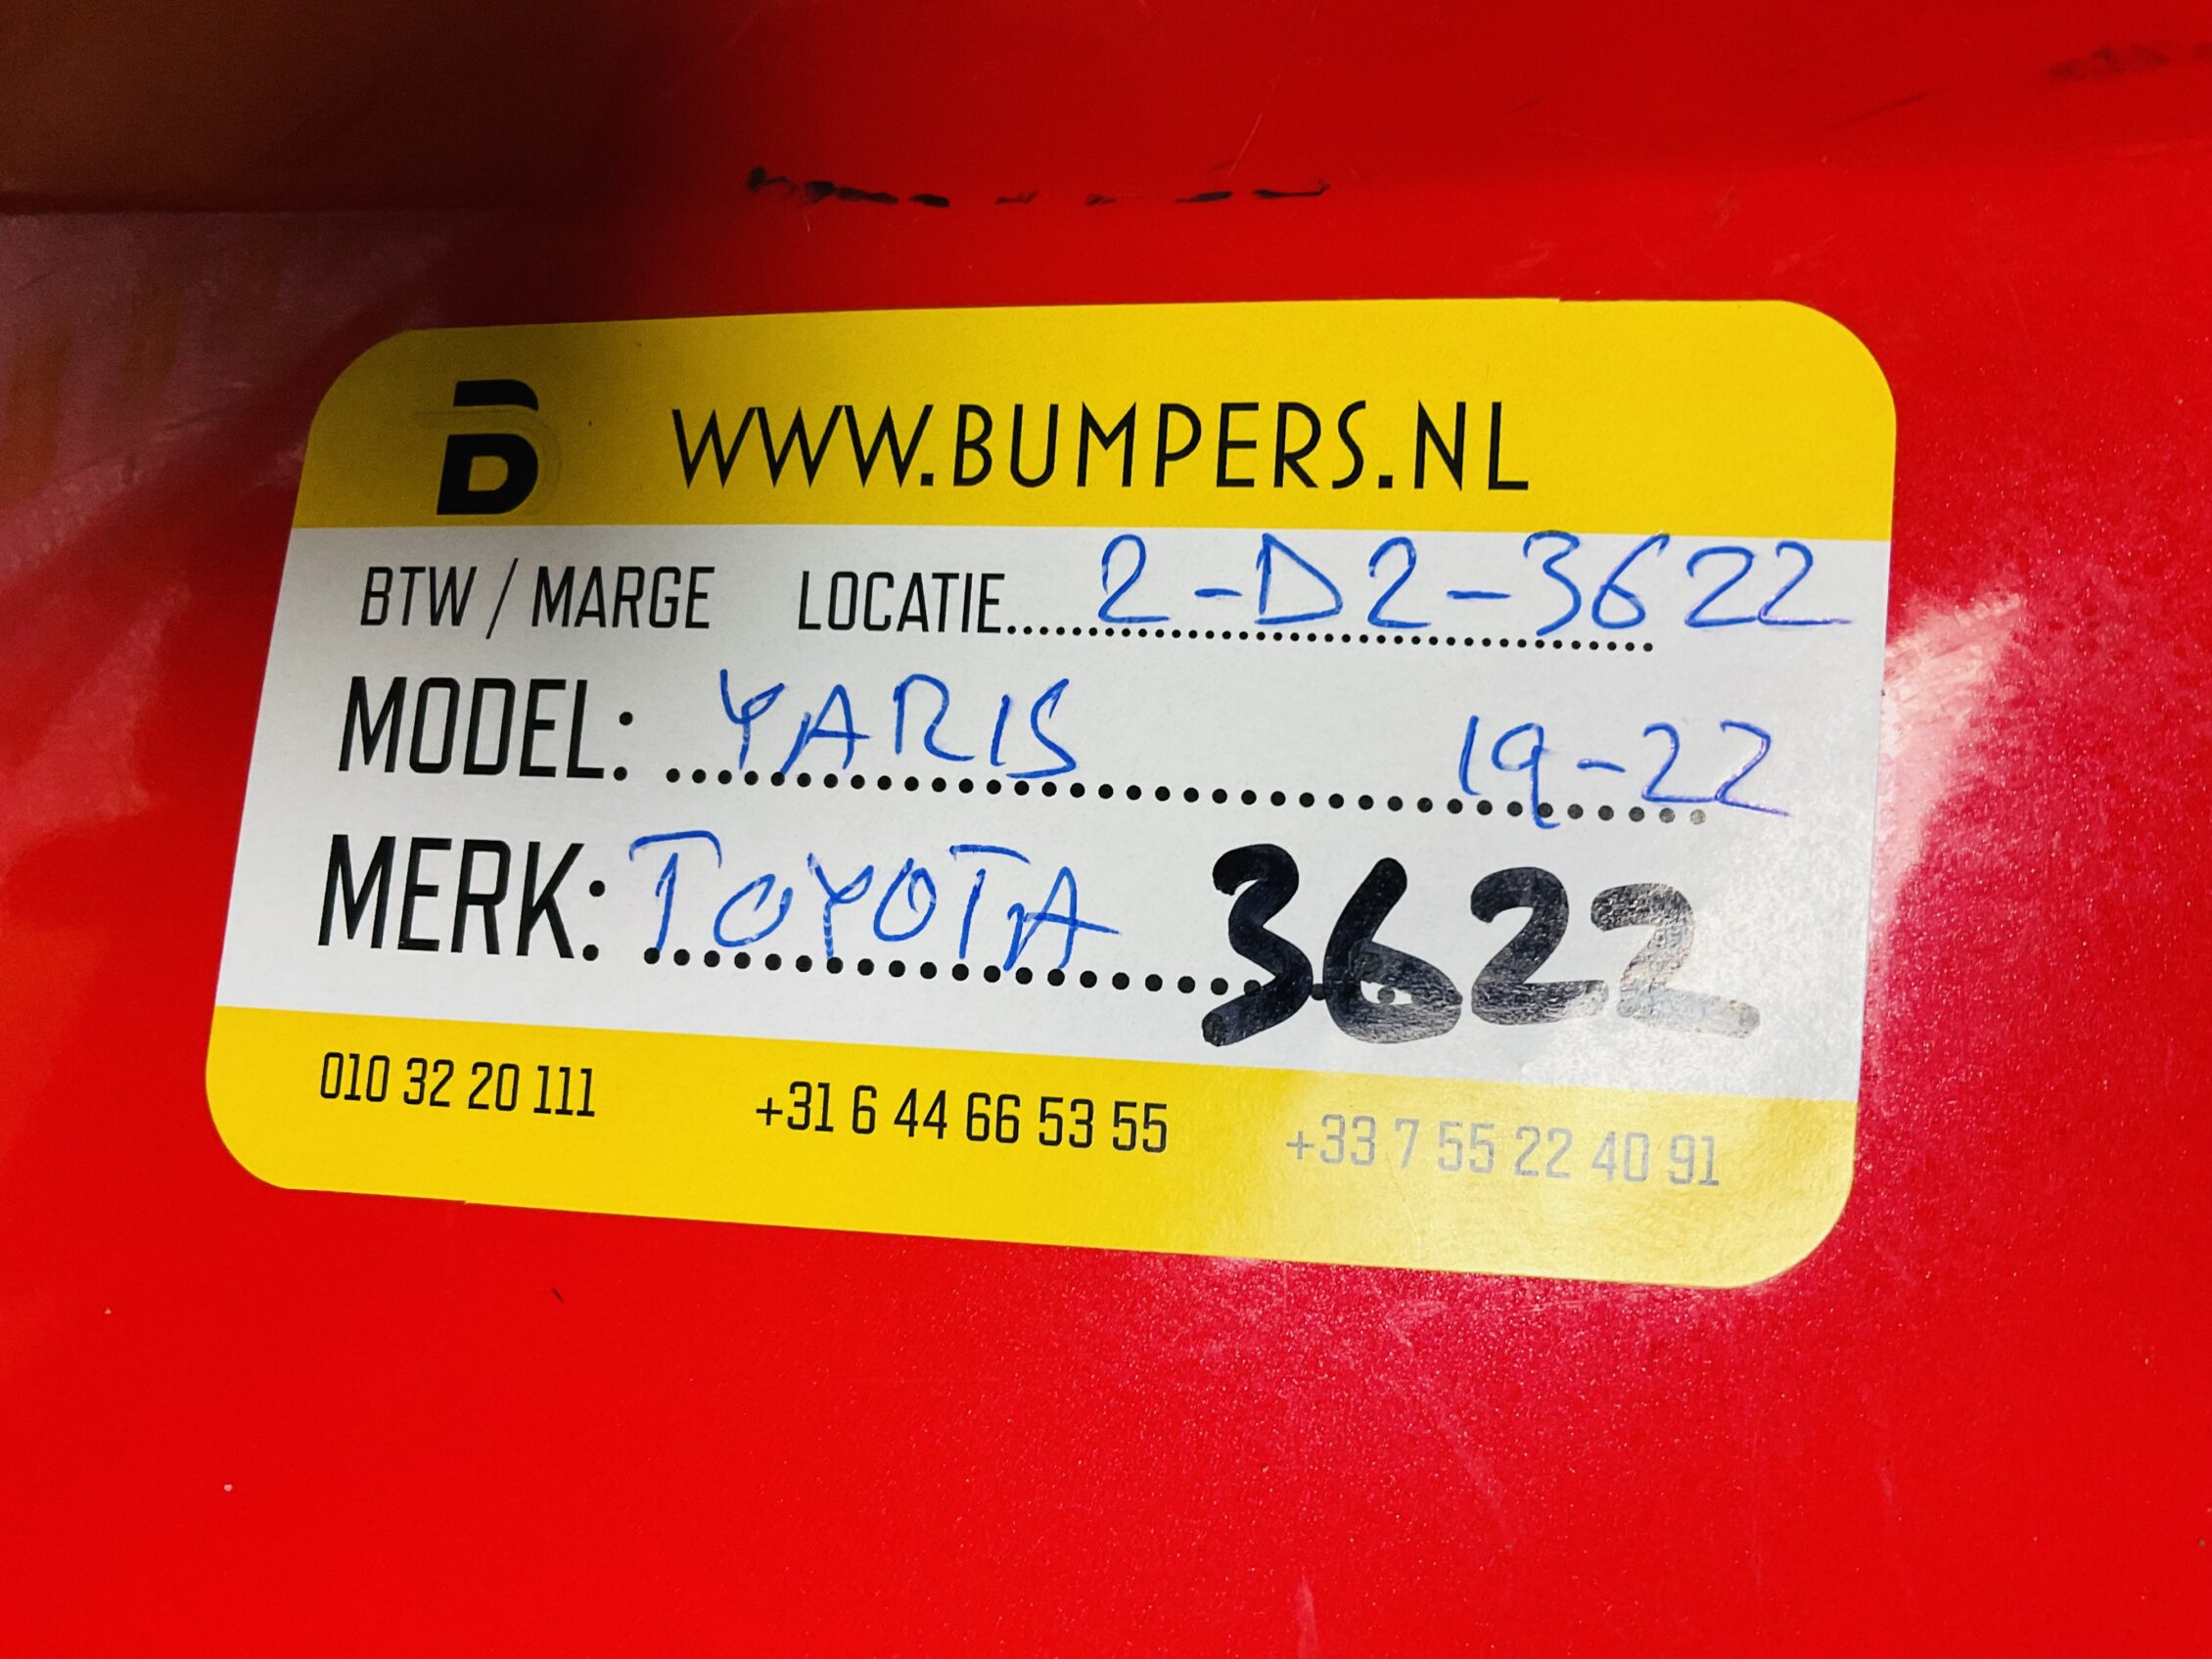 B WWW.BUMPERS.NL
BTW / MARGE LOCATIE.....2-D2-3622
MODEL: YARIS 19-22
MERK: TOYOTA 3622
010 32 20 111 +31 6 44 66 53 55 +33 7 55 22 40 91